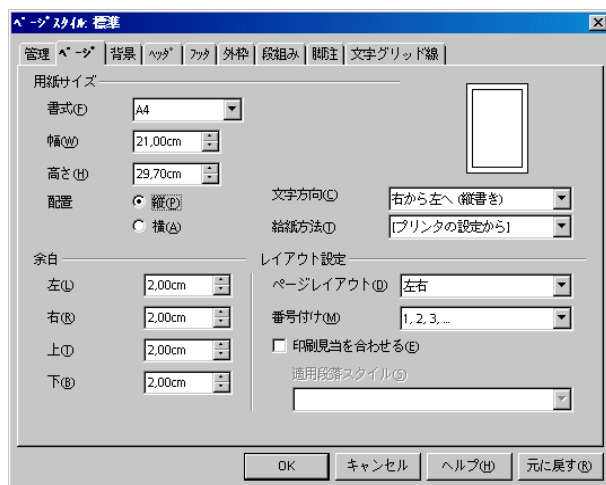 ﾍﾟｰｼﾞｽﾀｲﾙ: 標準
管理 ﾍﾟｰｼﾞ 背景 ﾍｯﾀﾞ ﾌｯﾀ 外枠 段組み 脚注 文字グリッド線
用紙サイズ
書式(F) A4
幅(W) 21,00cm
高さ(H) 29,70cm
配置 縦(P)
横(A)
文字方向(C) 右から左へ (縦書き)
給紙方法(T) [プリンタの設定から]
余白
左(L) 2,00cm
右(R) 2,00cm
上(T) 2,00cm
下(B) 2,00cm
レイアウト設定
ページレイアウト(D) 左右
番号付け(M) 1, 2, 3, ...
印刷見当を合わせる(E)
適用段落スタイル(S)
OK キャンセル ヘルプ(H) 元に戻す(R)